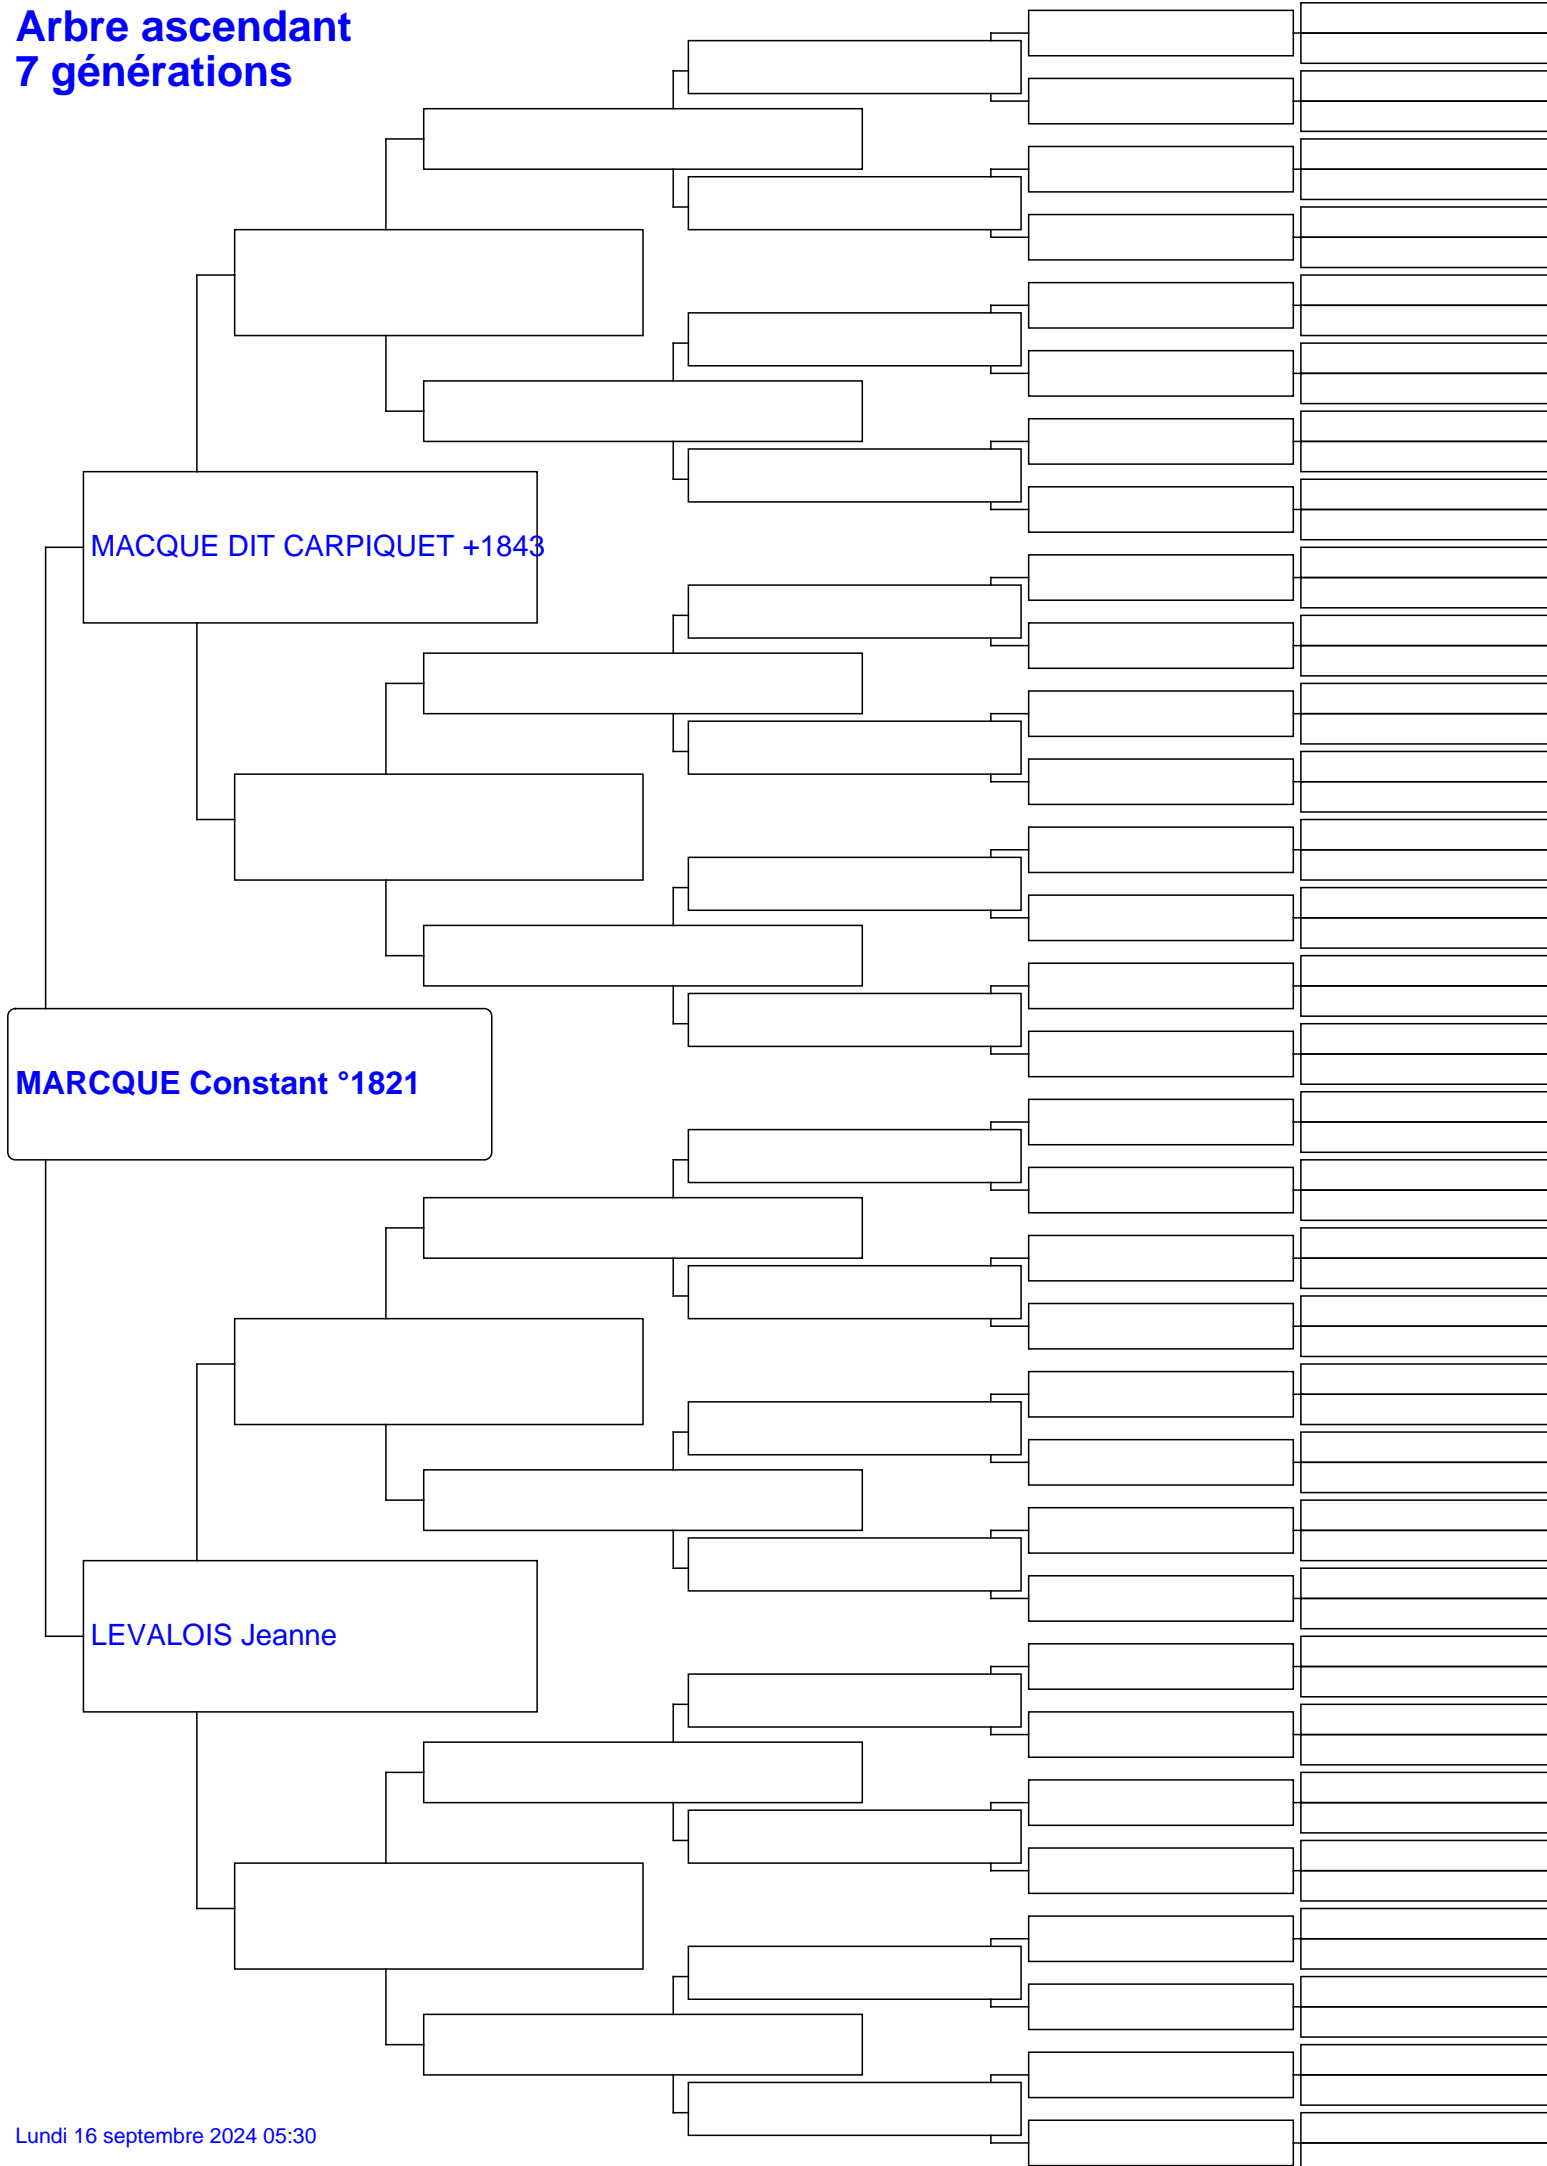 Arbre ascendant
7 générations
MACQUE DIT CARPIQUET +1843
MARCQUE Constant °1821
LEVALOIS Jeanne
Lundi 16 septembre 2024 05:30